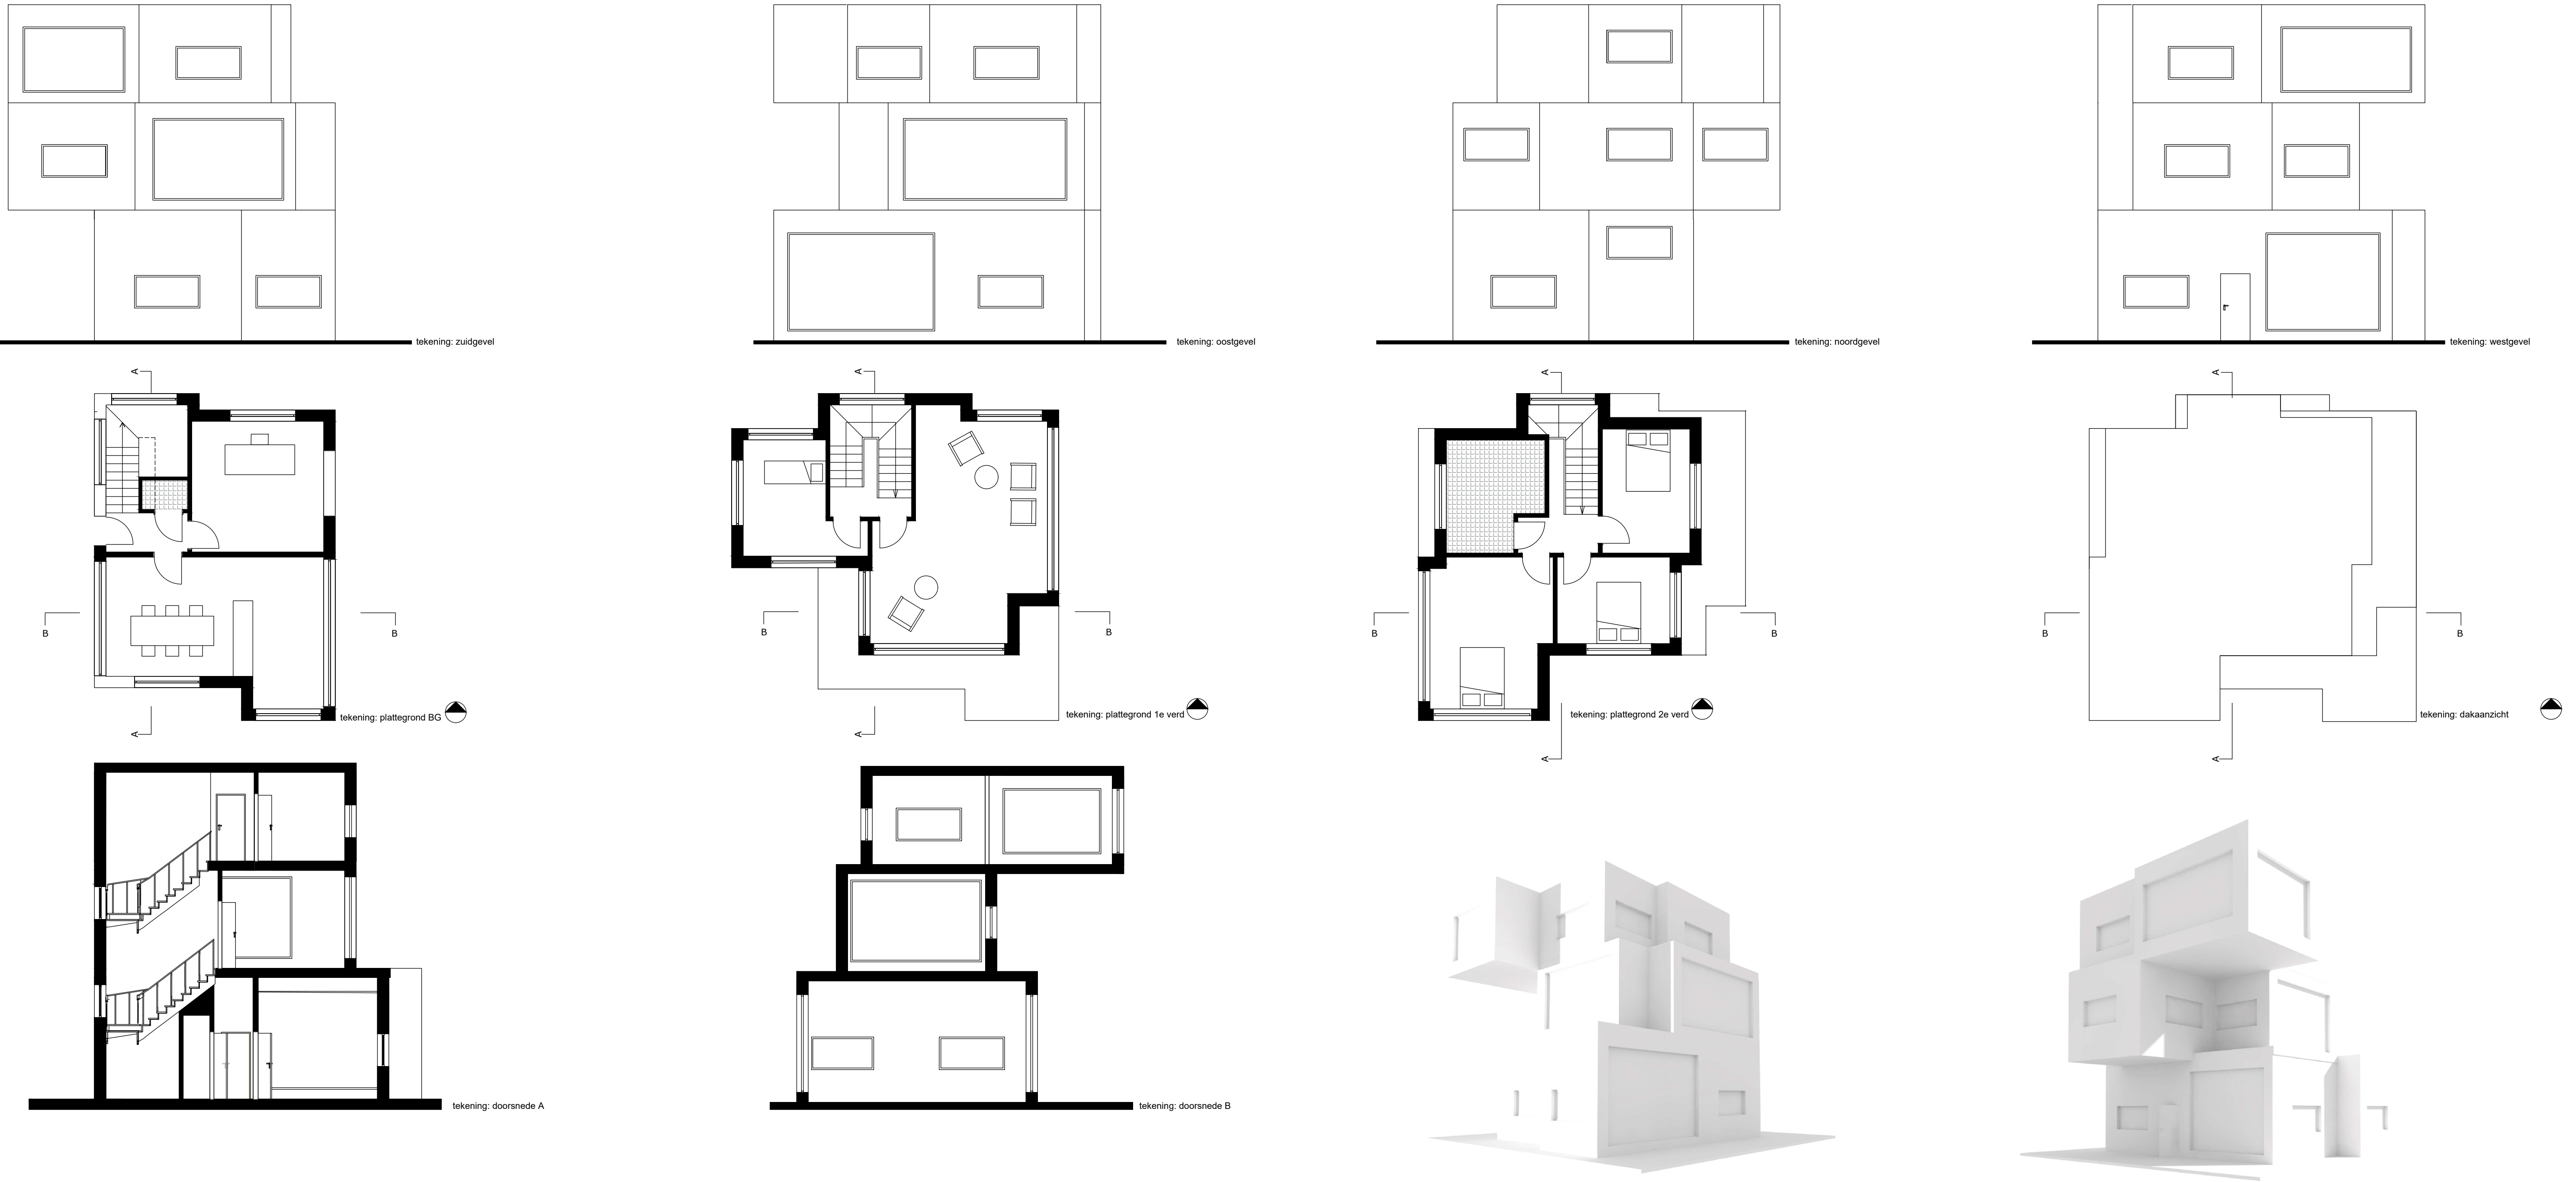 tekening: zuidgevel
tekening: oostgevel
tekening: noordgevel
tekening: westgevel
A
A
A
A
B
B
B
B
B
B
B
B
tekening: plattegrond BG
tekening: plattegrond 1e verd
tekening: plattegrond 2e verd
tekening: dakaanzicht
A
A
A
A
tekening: doorsnede A
tekening: doorsnede B